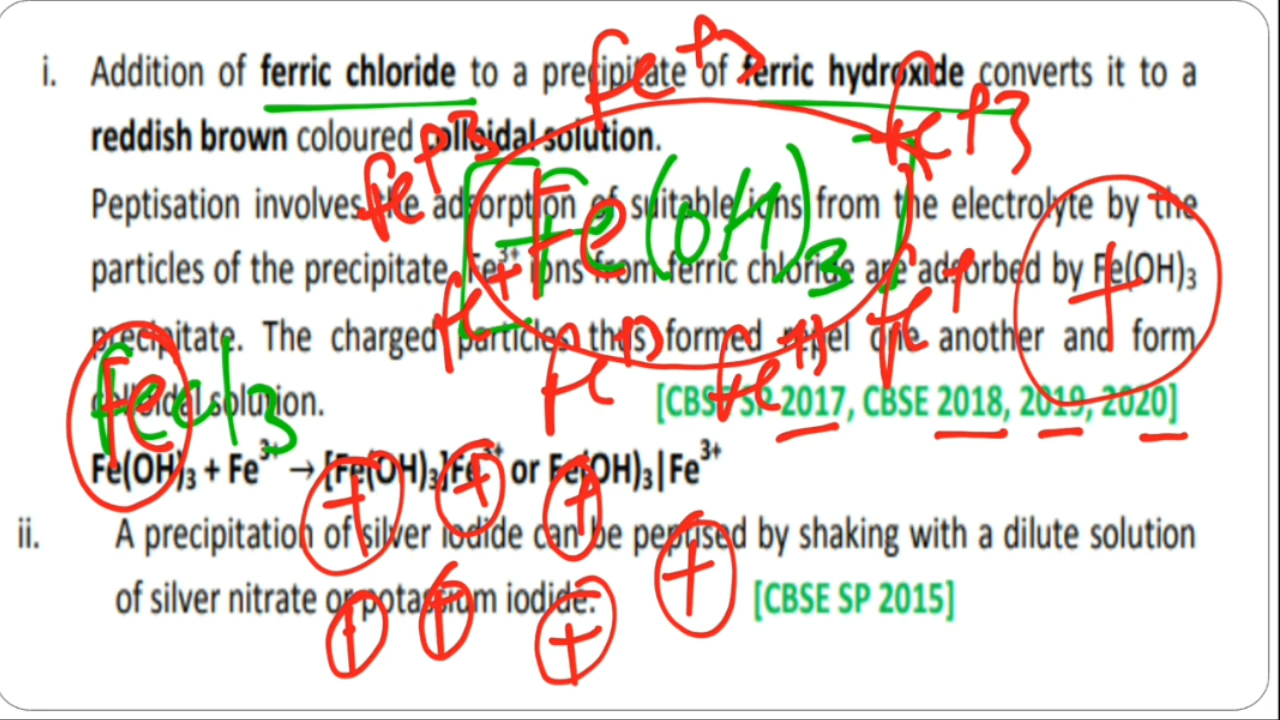 i. Addition of ferric chloride to a precipitate of ferric hydroxide converts it to a
reddish brown coloured colloidal solution.
Peptisation involves the adsorption of suitable ions from the electrolyte by the
particles of the precipitate. Fe³⁺ ions from ferric chloride are adsorbed by Fe(OH)₃
precipitate. The charged particles thus formed repel one another and form
colloidal solution. [CBSE SP 2017, CBSE 2018, 2019, 2020]
Fe(OH)₃ + Fe³⁺ → [Fe(OH)₃]Fe³⁺ or Fe(OH)₃|Fe³⁺
ii. A precipitation of silver iodide can be peptised by shaking with a dilute solution
of silver nitrate or potassium iodide. [CBSE SP 2015]
Fe+3
Fe+3
Fe(OH)3
Fecl3
+
+
+
+
+
+